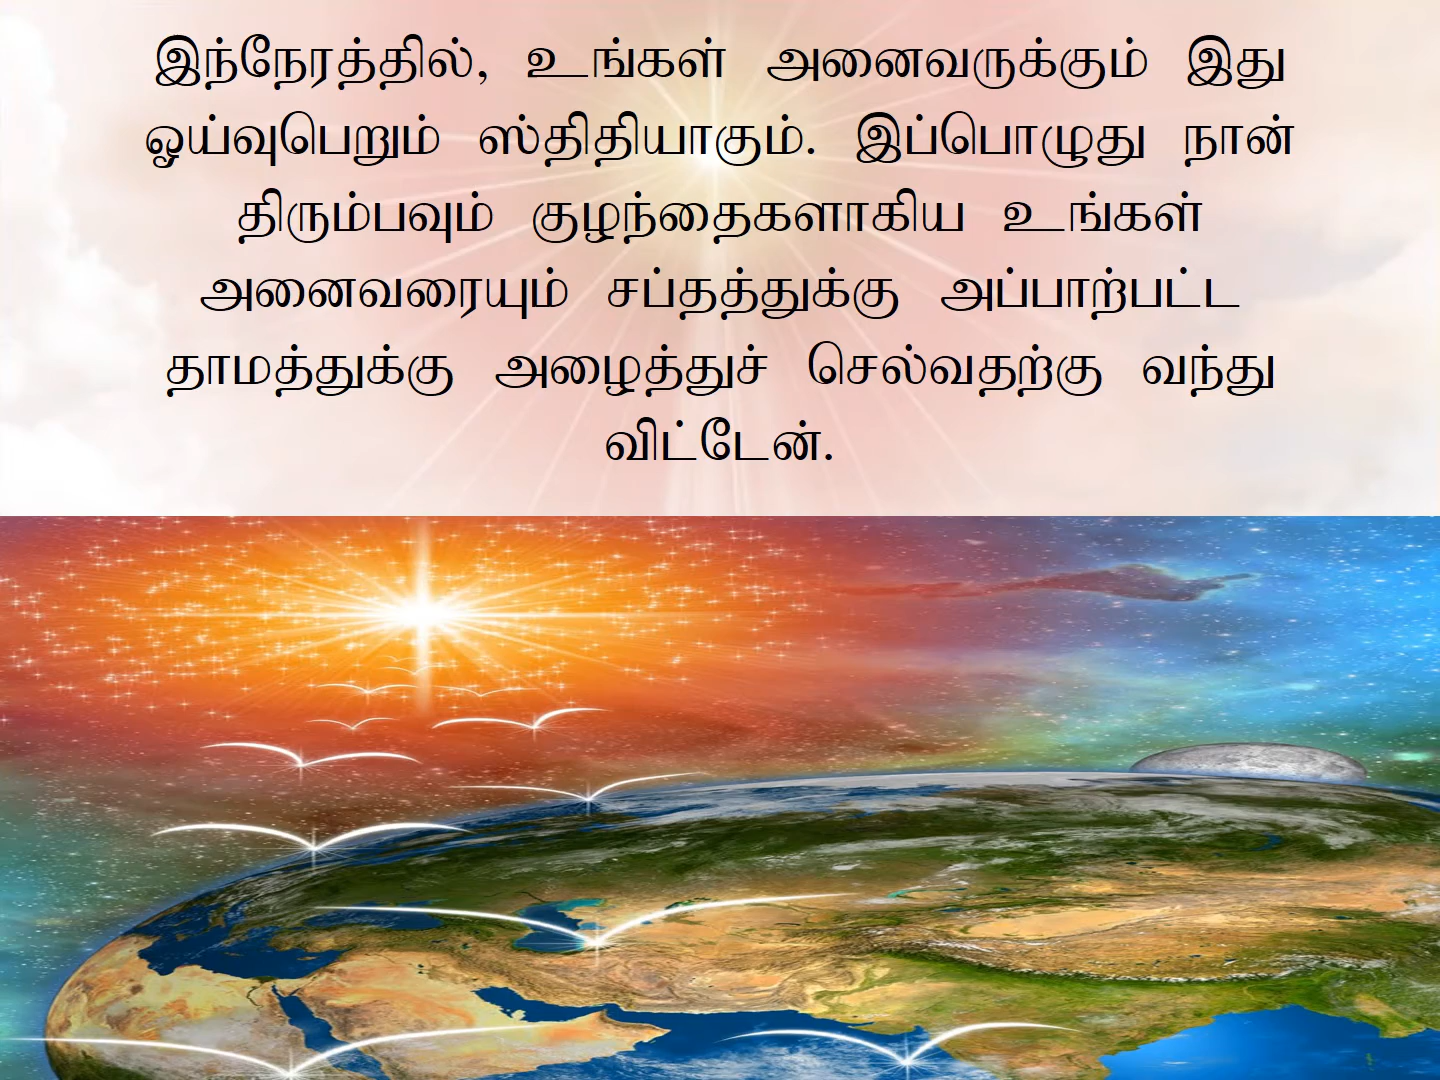 இந்நேரத்தில், உங்கள் அனைவருக்கும் இது
ஓய்வுபெறும் ஸ்திதியாகும். இப்பொழுது நான்
திரும்பவும் குழந்தைகளாகிய உங்கள்
அனைவரையும் சப்தத்துக்கு அப்பாற்பட்ட
தாமத்துக்கு அழைத்துச் செல்வதற்கு வந்து
விட்டேன்.